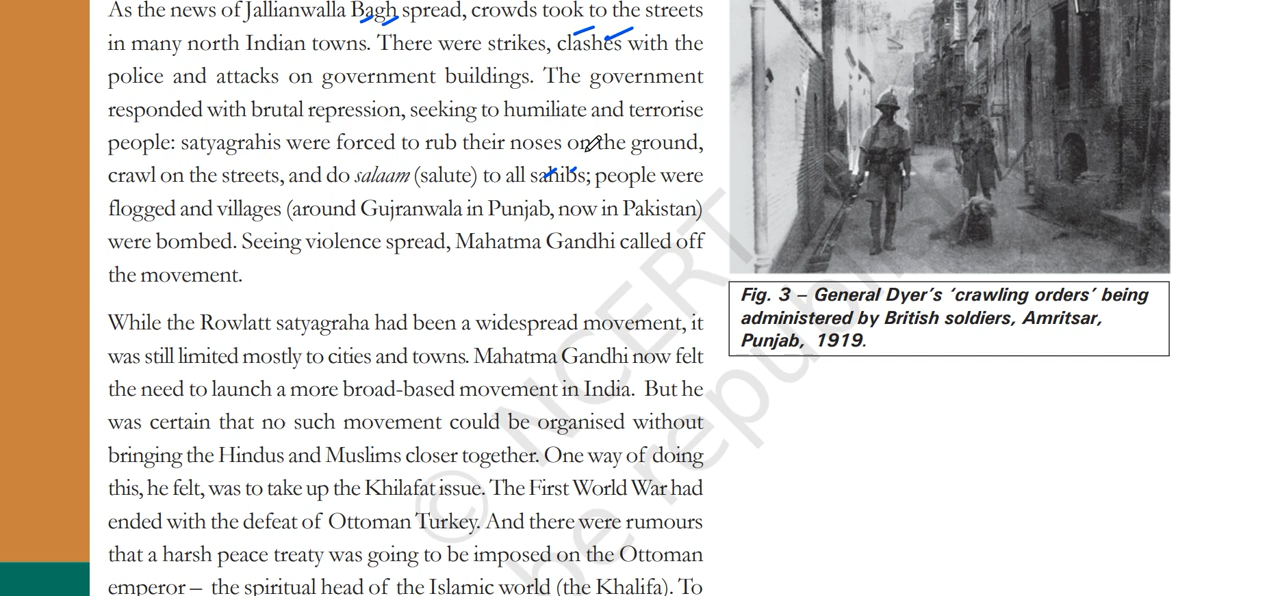 As the news of Jallianwalla Bagh spread, crowds took to the streets
in many north Indian towns. There were strikes, clashes with the
police and attacks on government buildings. The government
responded with brutal repression, seeking to humiliate and terrorise
people: satyagrahis were forced to rub their noses on the ground,
crawl on the streets, and do salaam (salute) to all sahibs; people were
flogged and villages (around Gujranwala in Punjab, now in Pakistan)
were bombed. Seeing violence spread, Mahatma Gandhi called off
the movement.
While the Rowlatt satyagraha had been a widespread movement, it
was still limited mostly to cities and towns. Mahatma Gandhi now felt
the need to launch a more broad-based movement in India. But he
was certain that no such movement could be organised without
bringing the Hindus and Muslims closer together. One way of doing
this, he felt, was to take up the Khilafat issue. The First World War had
ended with the defeat of Ottoman Turkey. And there were rumours
that a harsh peace treaty was going to be imposed on the Ottoman
emperor – the spiritual head of the Islamic world (the Khalifa). To
Fig. 3 – General Dyer's 'crawling orders' being
administered by British soldiers, Amritsar,
Punjab, 1919.
© NCERT
be republi